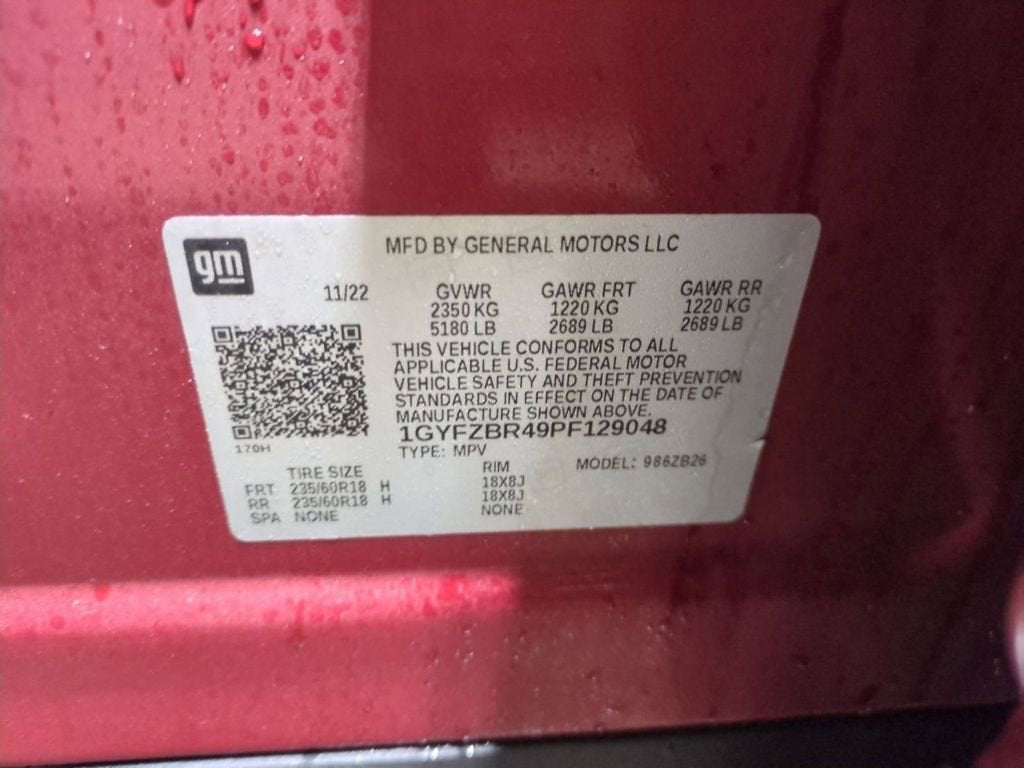 gm
MFD BY GENERAL MOTORS LLC
11/22 GVWR GAWR FRT GAWR RR
2350 KG 1220 KG 1220 KG
5180 LB 2689 LB 2689 LB
THIS VEHICLE CONFORMS TO ALL
APPLICABLE U.S. FEDERAL MOTOR
VEHICLE SAFETY AND THEFT PREVENTION
STANDARDS IN EFFECT ON THE DATE OF
MANUFACTURE SHOWN ABOVE.
1GYFZBR49PF129048
170H
TYPE: MPV MODEL: 986ZB26
TIRE SIZE RIM
FRT 235/60R18 H 18X8J
RR 235/60R18 H 18X8J
SPA NONE NONE